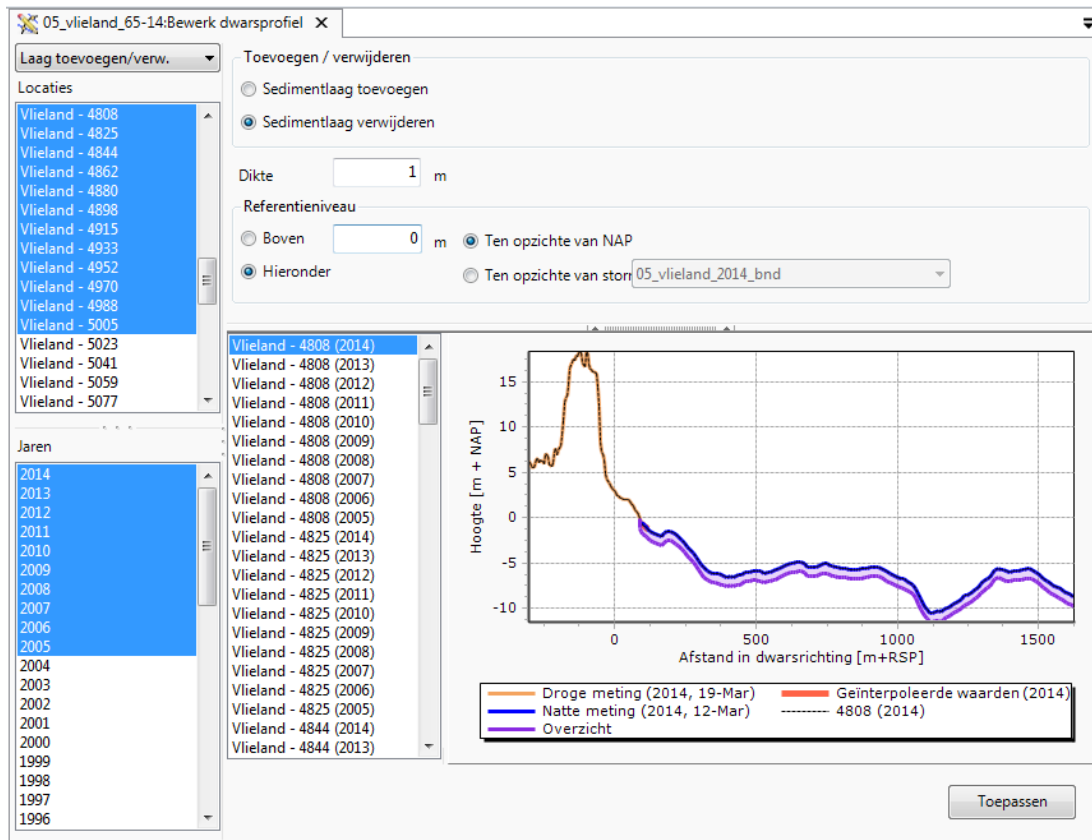 05_vlieland_65-14:Bewerk dwarsprofiel X
Laag toevoegen/verw.
Locaties
Vlieland - 4808
Vlieland - 4825
Vlieland - 4844
Vlieland - 4862
Vlieland - 4880
Vlieland - 4898
Vlieland - 4915
Vlieland - 4933
Vlieland - 4952
Vlieland - 4970
Vlieland - 4988
Vlieland - 5005
Vlieland - 5023
Vlieland - 5041
Vlieland - 5059
Vlieland - 5077
Jaren
2014
2013
2012
2011
2010
2009
2008
2007
2006
2005
2004
2003
2002
2001
2000
1999
1998
1997
1996
Toevoegen / verwijderen
Sedimentlaag toevoegen
Sedimentlaag verwijderen
Dikte 1 m
Referentieniveau
Boven 0 m Ten opzichte van NAP
Hieronder Ten opzichte van storr 05_vlieland_2014_bnd
Vlieland - 4808 (2014)
Vlieland - 4808 (2013)
Vlieland - 4808 (2012)
Vlieland - 4808 (2011)
Vlieland - 4808 (2010)
Vlieland - 4808 (2009)
Vlieland - 4808 (2008)
Vlieland - 4808 (2007)
Vlieland - 4808 (2006)
Vlieland - 4808 (2005)
Vlieland - 4825 (2014)
Vlieland - 4825 (2013)
Vlieland - 4825 (2012)
Vlieland - 4825 (2011)
Vlieland - 4825 (2010)
Vlieland - 4825 (2009)
Vlieland - 4825 (2008)
Vlieland - 4825 (2007)
Vlieland - 4825 (2006)
Vlieland - 4825 (2005)
Vlieland - 4844 (2014)
Vlieland - 4844 (2013)
Hoogte [m + NAP]
15
10
5
0
-5
-10
0 500 1000 1500
Afstand in dwarsrichting [m+RSP]
Droge meting (2014, 19-Mar) Geïnterpoleerde waarden (2014)
Natte meting (2014, 12-Mar) 4808 (2014)
Overzicht
Toepassen